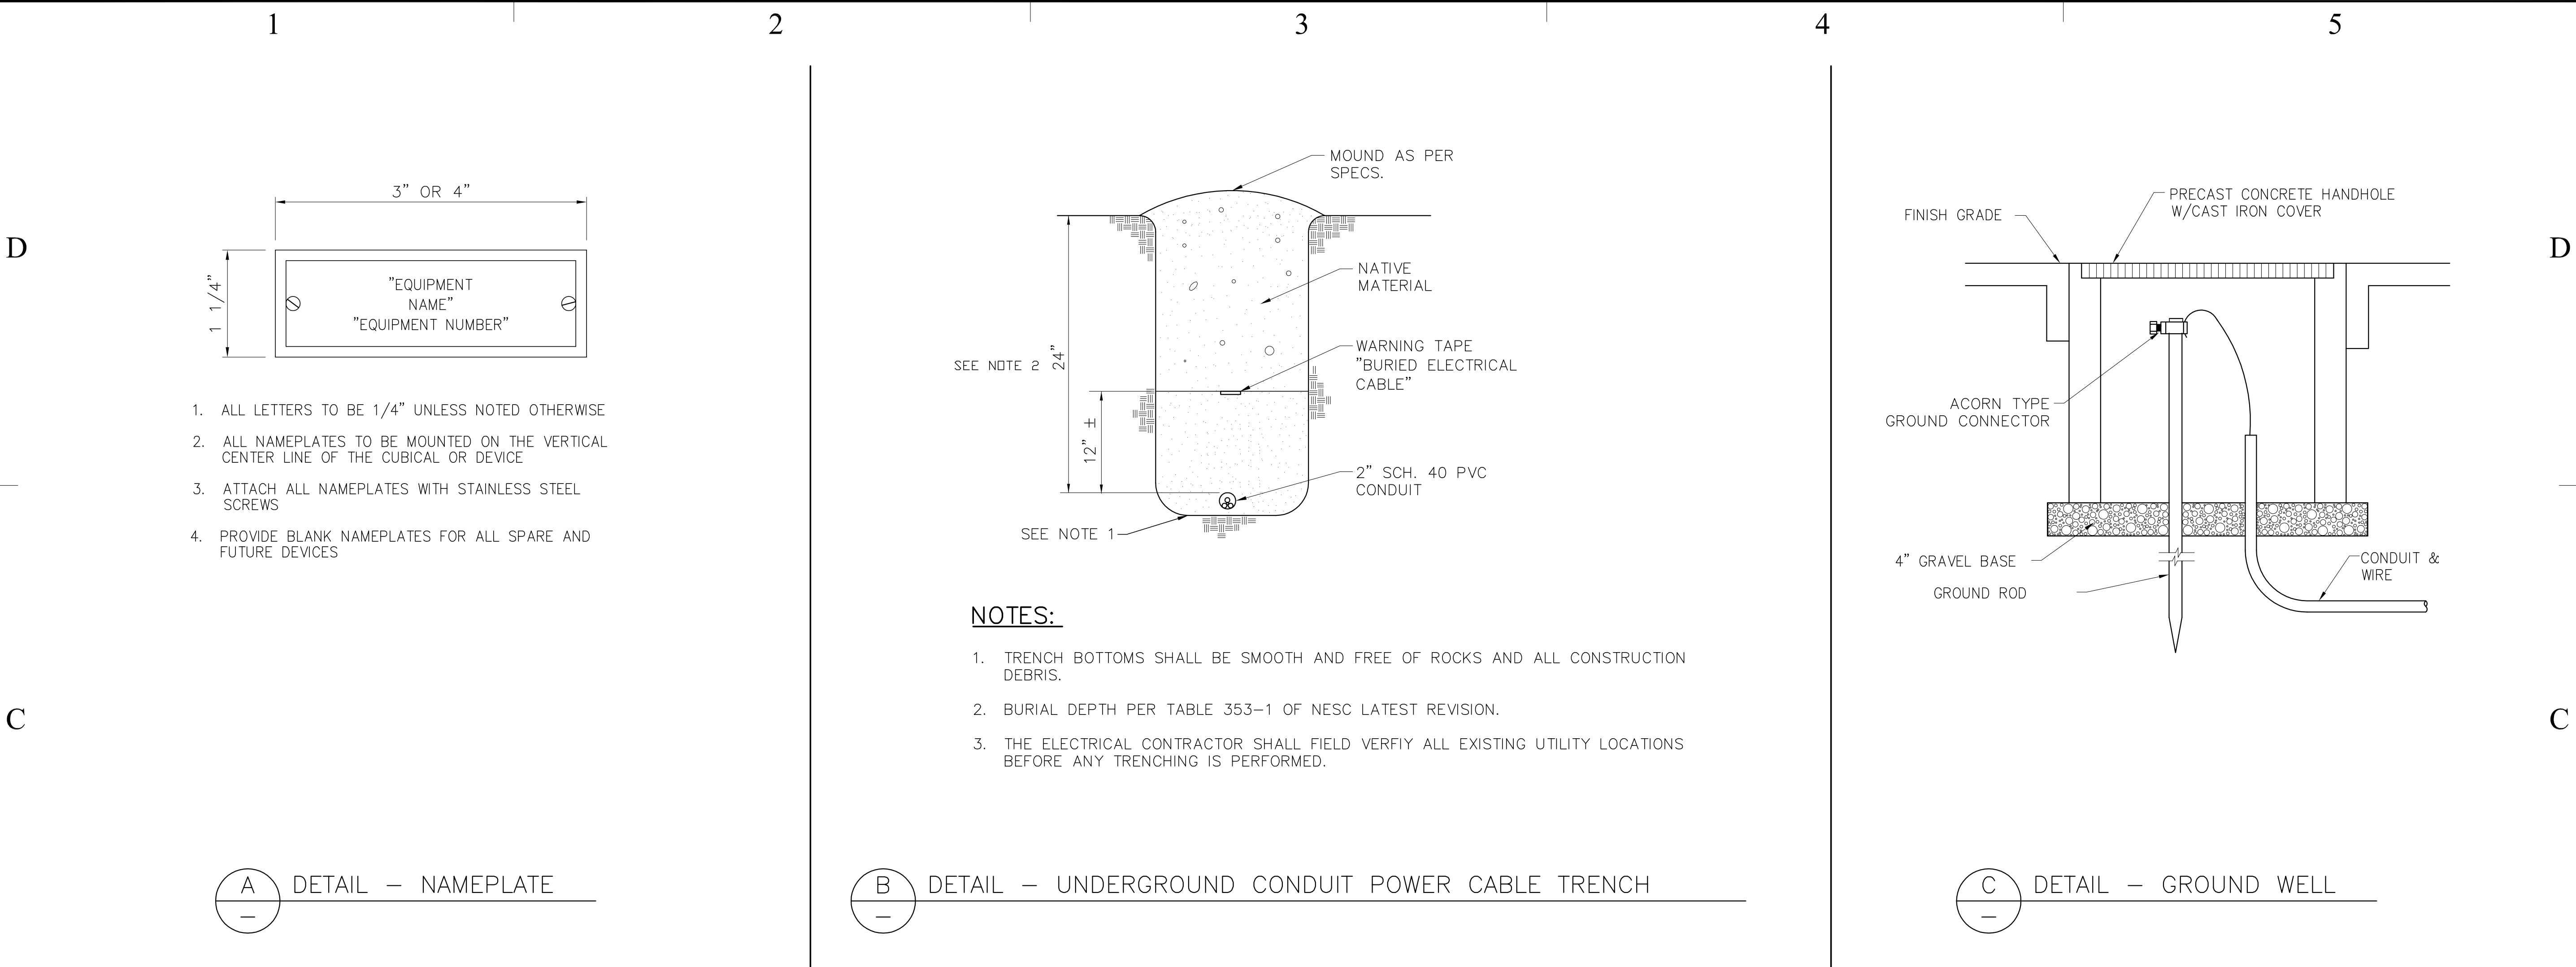 1 2 3 4 5
D
D
C
C
3” OR 4”
1 1/4”
"EQUIPMENT
NAME”
"EQUIPMENT NUMBER”
1. ALL LETTERS TO BE 1/4” UNLESS NOTED OTHERWISE
2. ALL NAMEPLATES TO BE MOUNTED ON THE VERTICAL
CENTER LINE OF THE CUBICAL OR DEVICE
3. ATTACH ALL NAMEPLATES WITH STAINLESS STEEL
SCREWS
4. PROVIDE BLANK NAMEPLATES FOR ALL SPARE AND
FUTURE DEVICES
A
–
DETAIL – NAMEPLATE
MOUND AS PER
SPECS.
NATIVE
MATERIAL
SEE NOTE 2
24”
WARNING TAPE
"BURIED ELECTRICAL
CABLE”
12” ±
2” SCH. 40 PVC
CONDUIT
SEE NOTE 1
NOTES:
1. TRENCH BOTTOMS SHALL BE SMOOTH AND FREE OF ROCKS AND ALL CONSTRUCTION
DEBRIS.
2. BURIAL DEPTH PER TABLE 353–1 OF NESC LATEST REVISION.
3. THE ELECTRICAL CONTRACTOR SHALL FIELD VERFIY ALL EXISTING UTILITY LOCATIONS
BEFORE ANY TRENCHING IS PERFORMED.
B
–
DETAIL – UNDERGROUND CONDUIT POWER CABLE TRENCH
PRECAST CONCRETE HANDHOLE
W/CAST IRON COVER
FINISH GRADE
ACORN TYPE
GROUND CONNECTOR
4” GRAVEL BASE
GROUND ROD
CONDUIT &
WIRE
C
–
DETAIL – GROUND WELL